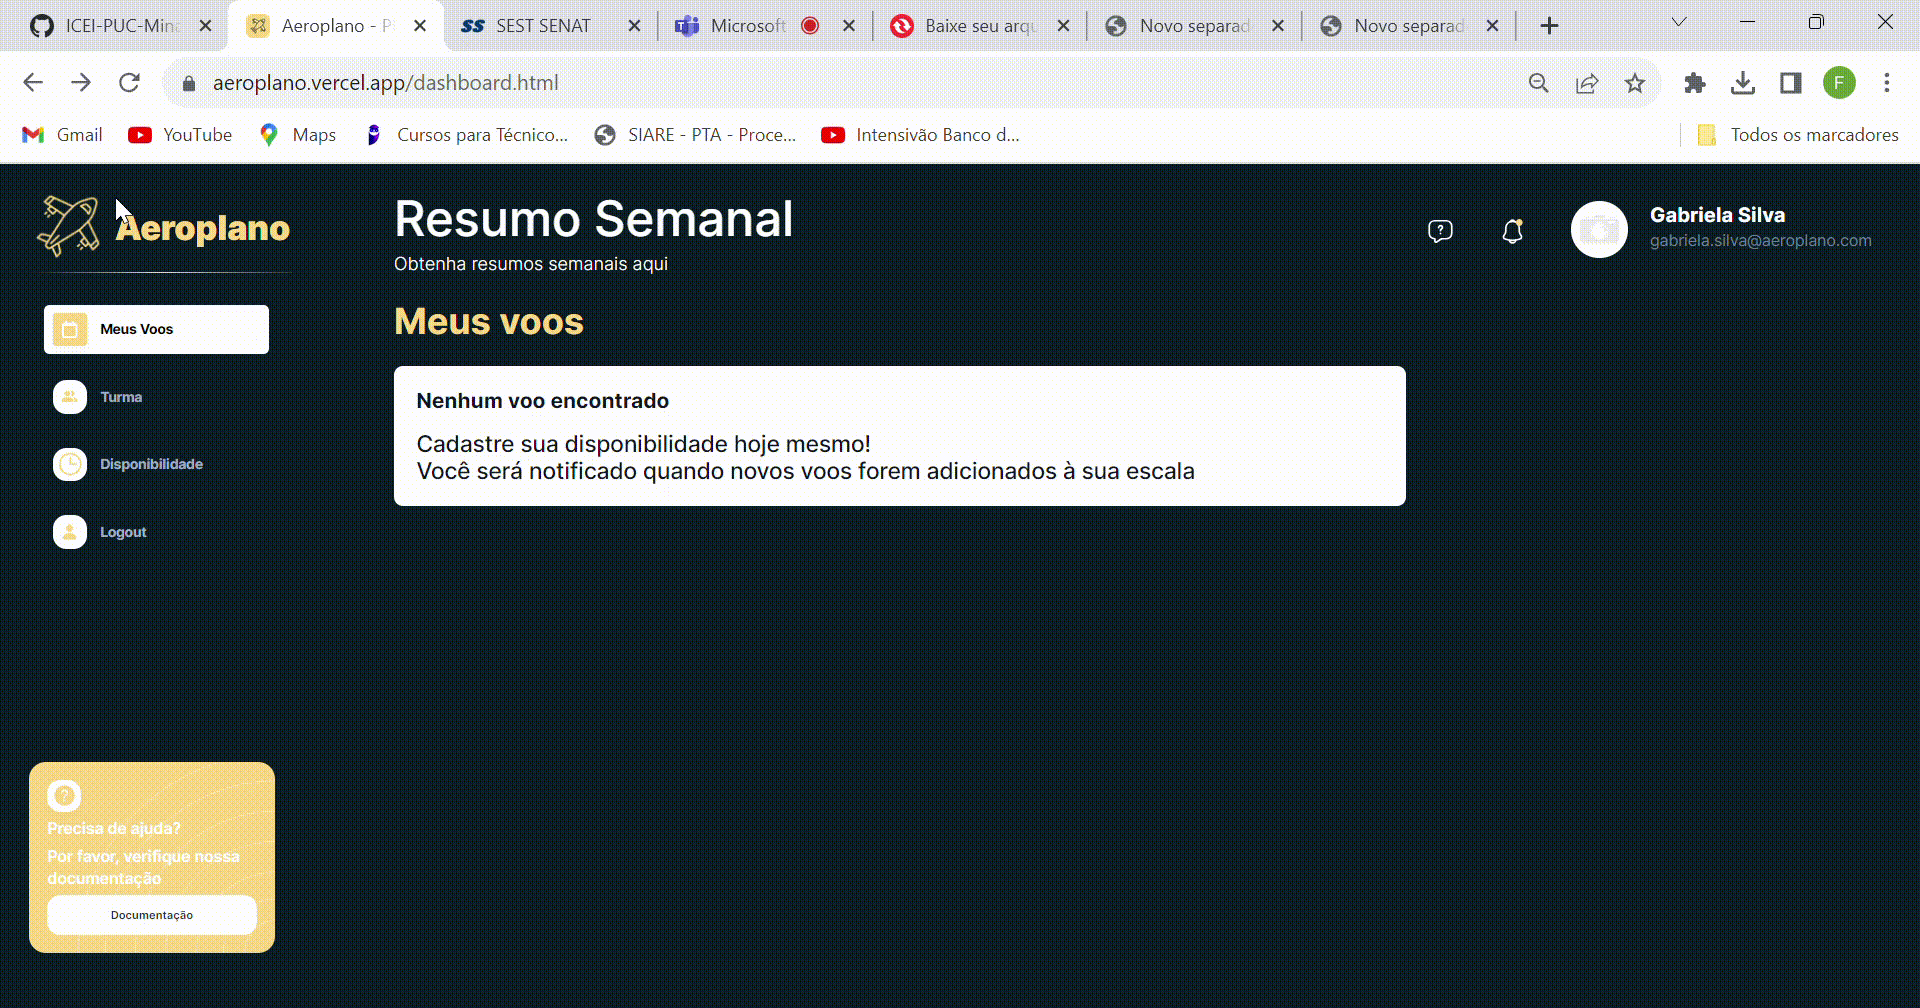 ICEI-PUC-Min
Aeroplano - P
SEST SENAT
Microsoft
Baixe seu arqu
Novo separad
Novo separad
aeroplano.vercel.app/dashboard.html
F
Gmail
YouTube
Maps
Cursos para Técnico...
SIARE - PTA - Proce...
Intensivão Banco d...
Todos os marcadores
Aeroplano
Resumo Semanal
Obtenha resumos semanais aqui
Gabriela Silva
gabriela.silva@aeroplano.com
Meus Voos
Turma
Disponibilidade
Logout
Meus voos
Nenhum voo encontrado
Cadastre sua disponibilidade hoje mesmo!
Você será notificado quando novos voos forem adicionados à sua escala
Precisa de ajuda?
Por favor, verifique nossa
documentação
Documentação